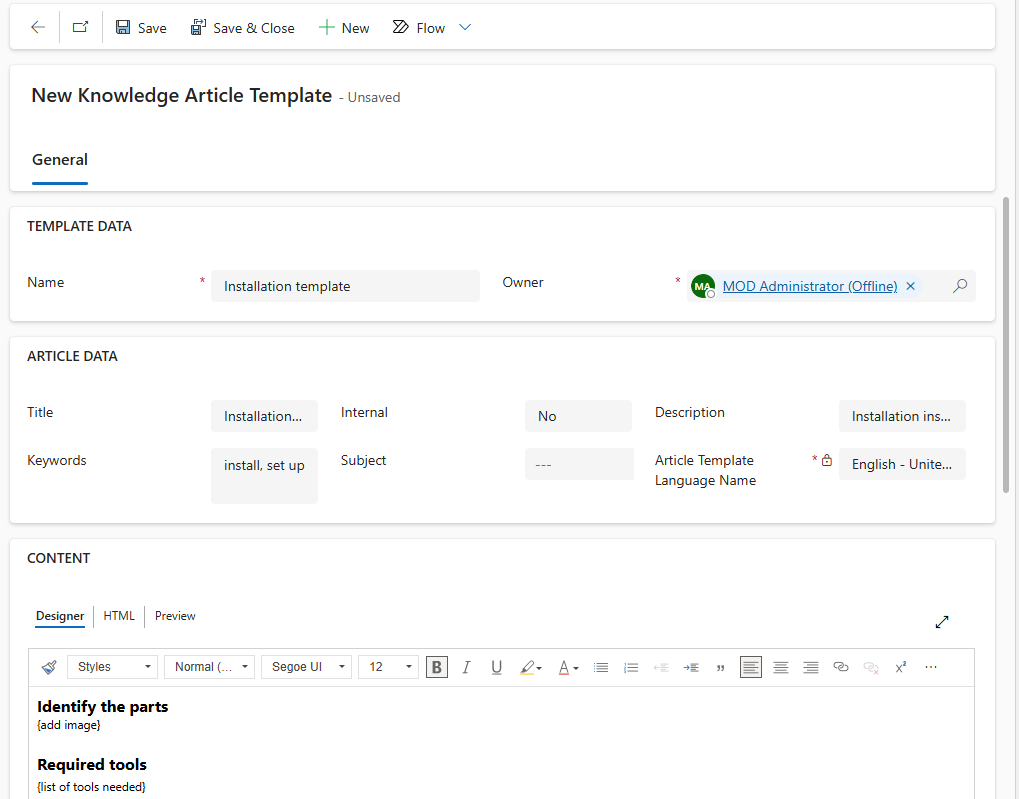 Save Save & Close New Flow
New Knowledge Article Template - Unsaved
General
TEMPLATE DATA
Name * Installation template Owner * MA MOD Administrator (Offline)
ARTICLE DATA
Title Installation... Internal No Description Installation ins...
Keywords install, set up Subject --- Article Template Language Name * English - Unite...
CONTENT
Designer HTML Preview
Styles Normal (... Segoe UI 12 B I U A ” x²
Identify the parts
{add image}
Required tools
{list of tools needed}